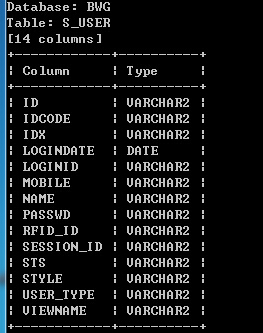 Database: BWG
Table: S_USER
[14 columns]
+------------+----------+
| Column     | Type     |
+------------+----------+
| ID         | VARCHAR2 |
| IDCODE     | VARCHAR2 |
| IDX        | VARCHAR2 |
| LOGINDATE  | DATE     |
| LOGINID    | VARCHAR2 |
| MOBILE     | VARCHAR2 |
| NAME       | VARCHAR2 |
| PASSWD     | VARCHAR2 |
| RFID_ID    | VARCHAR2 |
| SESSION_ID | VARCHAR2 |
| STS        | VARCHAR2 |
| STYLE      | VARCHAR2 |
| USER_TYPE  | VARCHAR2 |
| VIEWNAME   | VARCHAR2 |
+------------+----------+